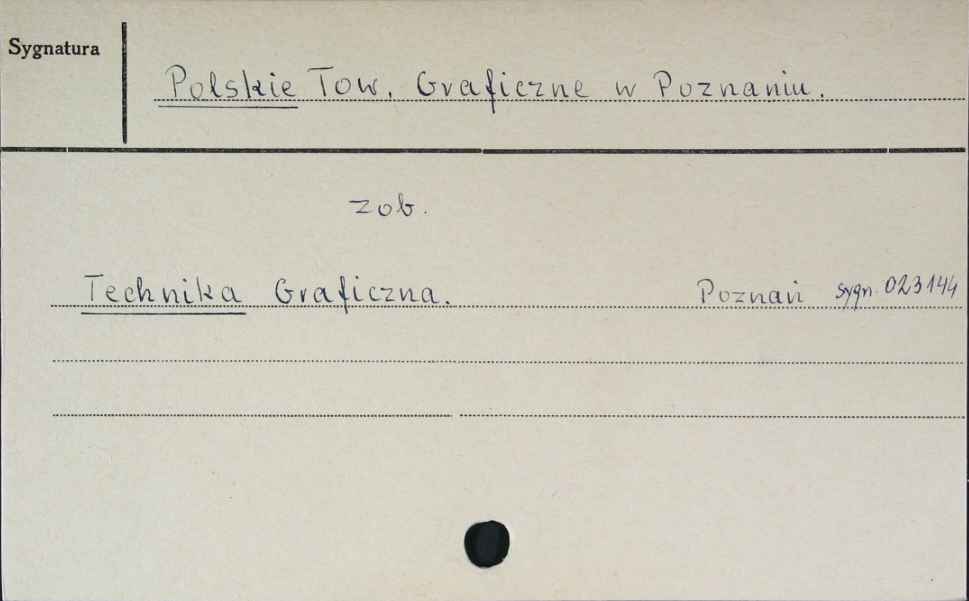 Sygnatura
Polskie Tow. Graficzne w Poznaniu.
zob.
Technika Graficzna. Poznań sygn. 023144